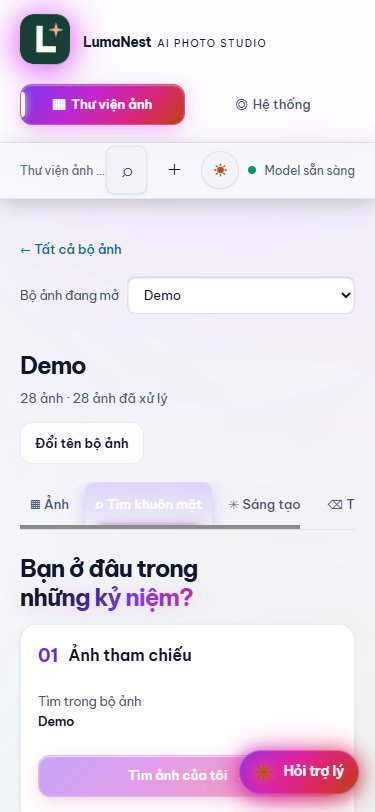 LumaNest AI PHOTO STUDIO
Thư viện ảnh
Hệ thống
Thư viện ảnh ...
Model sẵn sàng
← Tất cả bộ ảnh
Bộ ảnh đang mở
Demo
Demo
28 ảnh · 28 ảnh đã xử lý
Đổi tên bộ ảnh
Ảnh
Tìm khuôn mặt
Sáng tạo
T
Bạn ở đâu trong
những kỷ niệm?
01 Ảnh tham chiếu
Tìm trong bộ ảnh
Demo
Tìm ảnh của tôi
Hỏi trợ lý